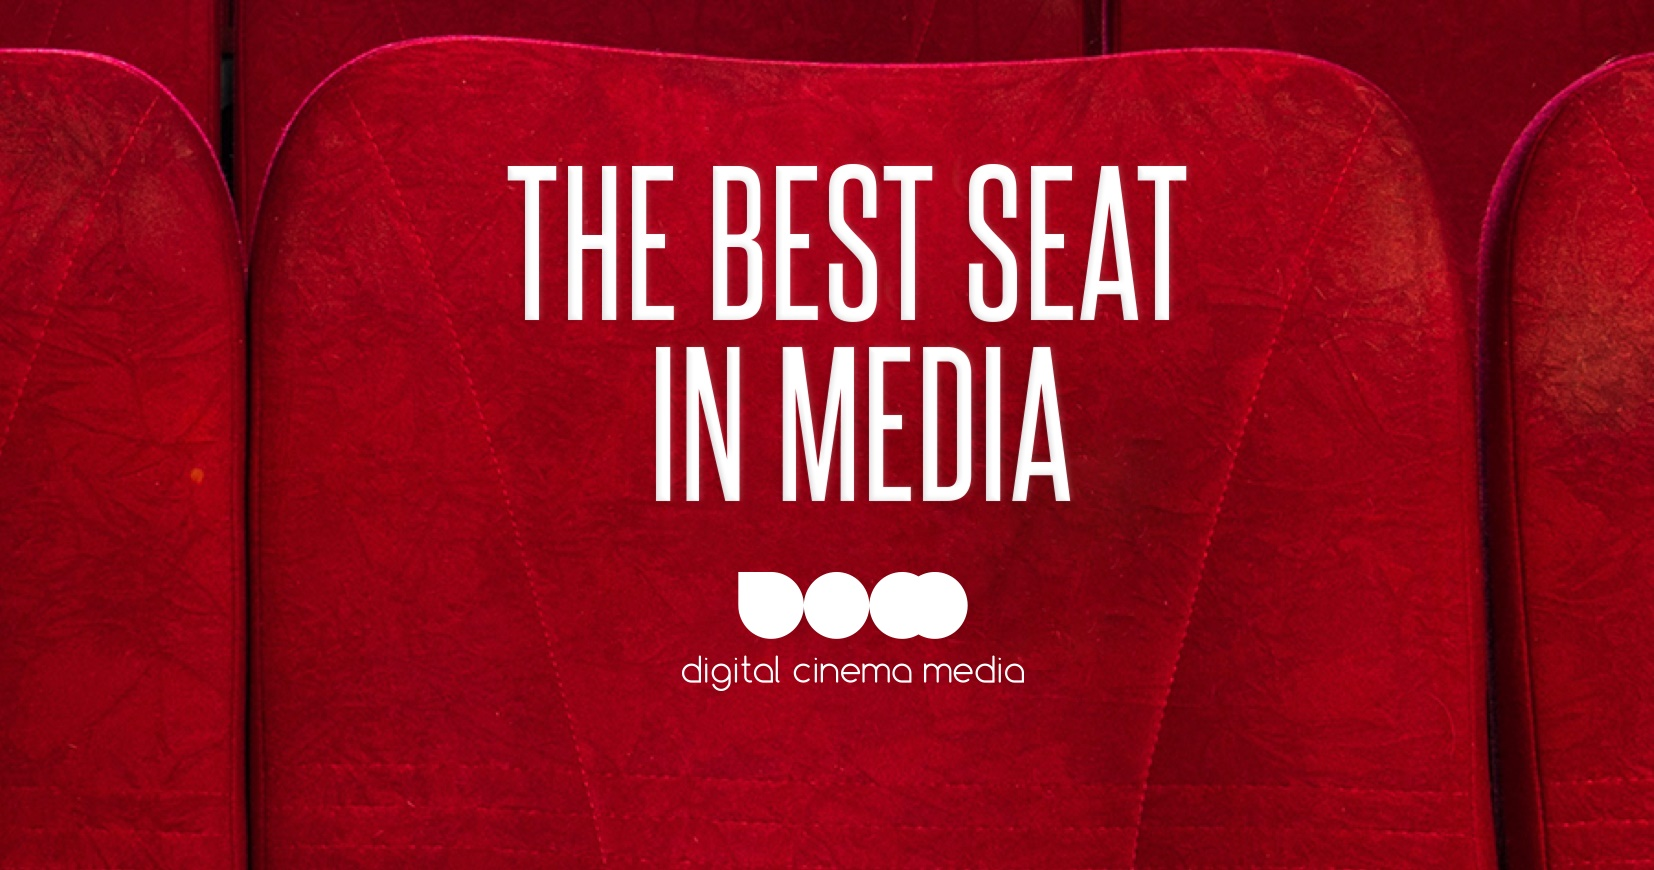 THE BEST SEAT
IN MEDIA
digital cinema media